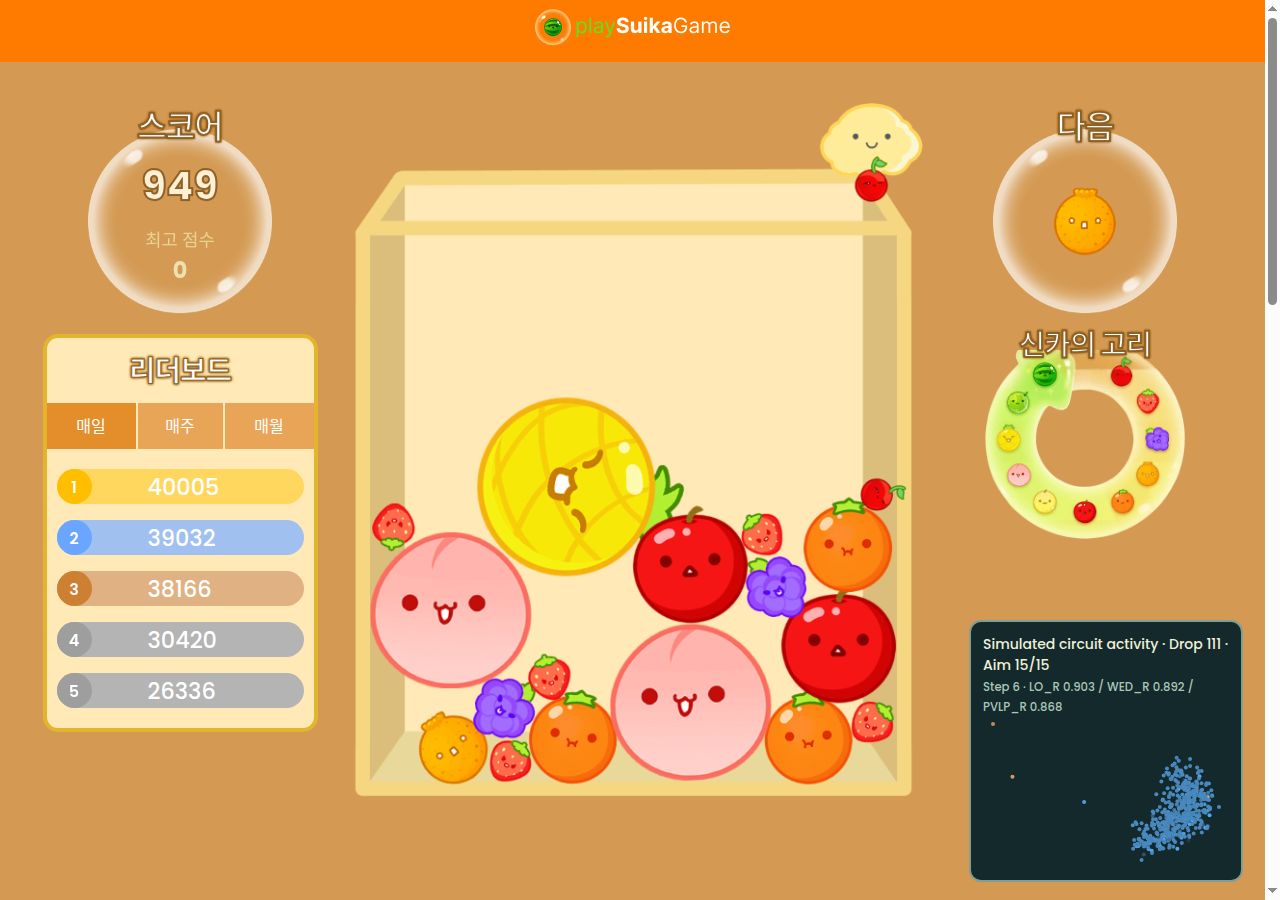 playSuikaGame
스코어
949
최고 점수
0
리더보드
매일 매주 매월
1 40005
2 39032
3 38166
4 30420
5 26336
다음
신카의 고리
Simulated circuit activity · Drop 111 ·
Aim 15/15
Step 6 · LO_R 0.903 / WED_R 0.892 /
PVLP_R 0.868